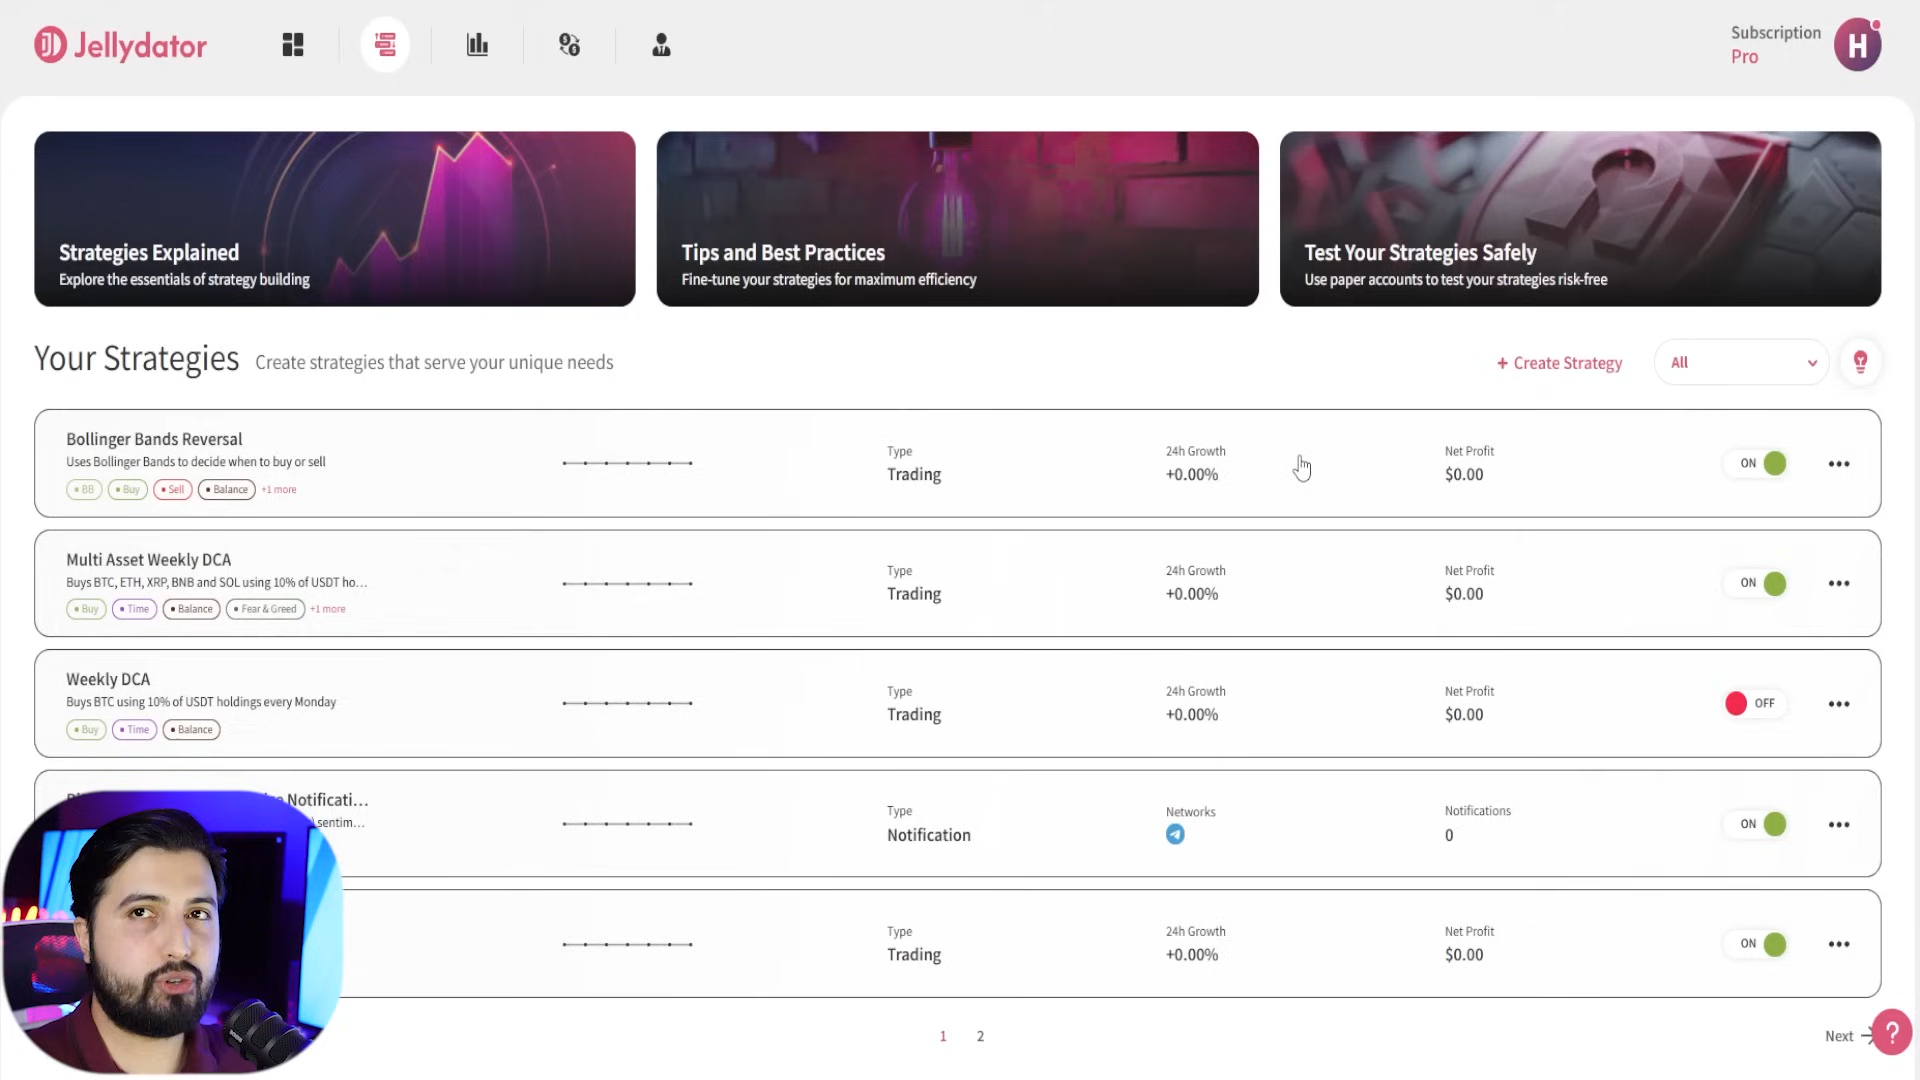 Jellydator
Subscription
Pro
H
Strategies Explained
Explore the essentials of strategy building
Tips and Best Practices
Fine-tune your strategies for maximum efficiency
Test Your Strategies Safely
Use paper accounts to test your strategies risk-free
Your Strategies
Create strategies that serve your unique needs
+ Create Strategy
All
Bollinger Bands Reversal
Uses Bollinger Bands to decide when to buy or sell
• BB • Buy • Sell • Balance +1 more
Type
Trading
24h Growth
+0.00%
Net Profit
$0.00
ON
Multi Asset Weekly DCA
Buys BTC, ETH, XRP, BNB and SOL using 10% of USDT ho...
• Buy • Time • Balance • Fear & Greed +1 more
Type
Trading
24h Growth
+0.00%
Net Profit
$0.00
ON
Weekly DCA
Buys BTC using 10% of USDT holdings every Monday
• Buy • Time • Balance
Type
Trading
24h Growth
+0.00%
Net Profit
$0.00
OFF
Notificati...
sentim...
Type
Notification
Networks
Notifications
0
ON
Type
Trading
24h Growth
+0.00%
Net Profit
$0.00
ON
1 2
Next →
?